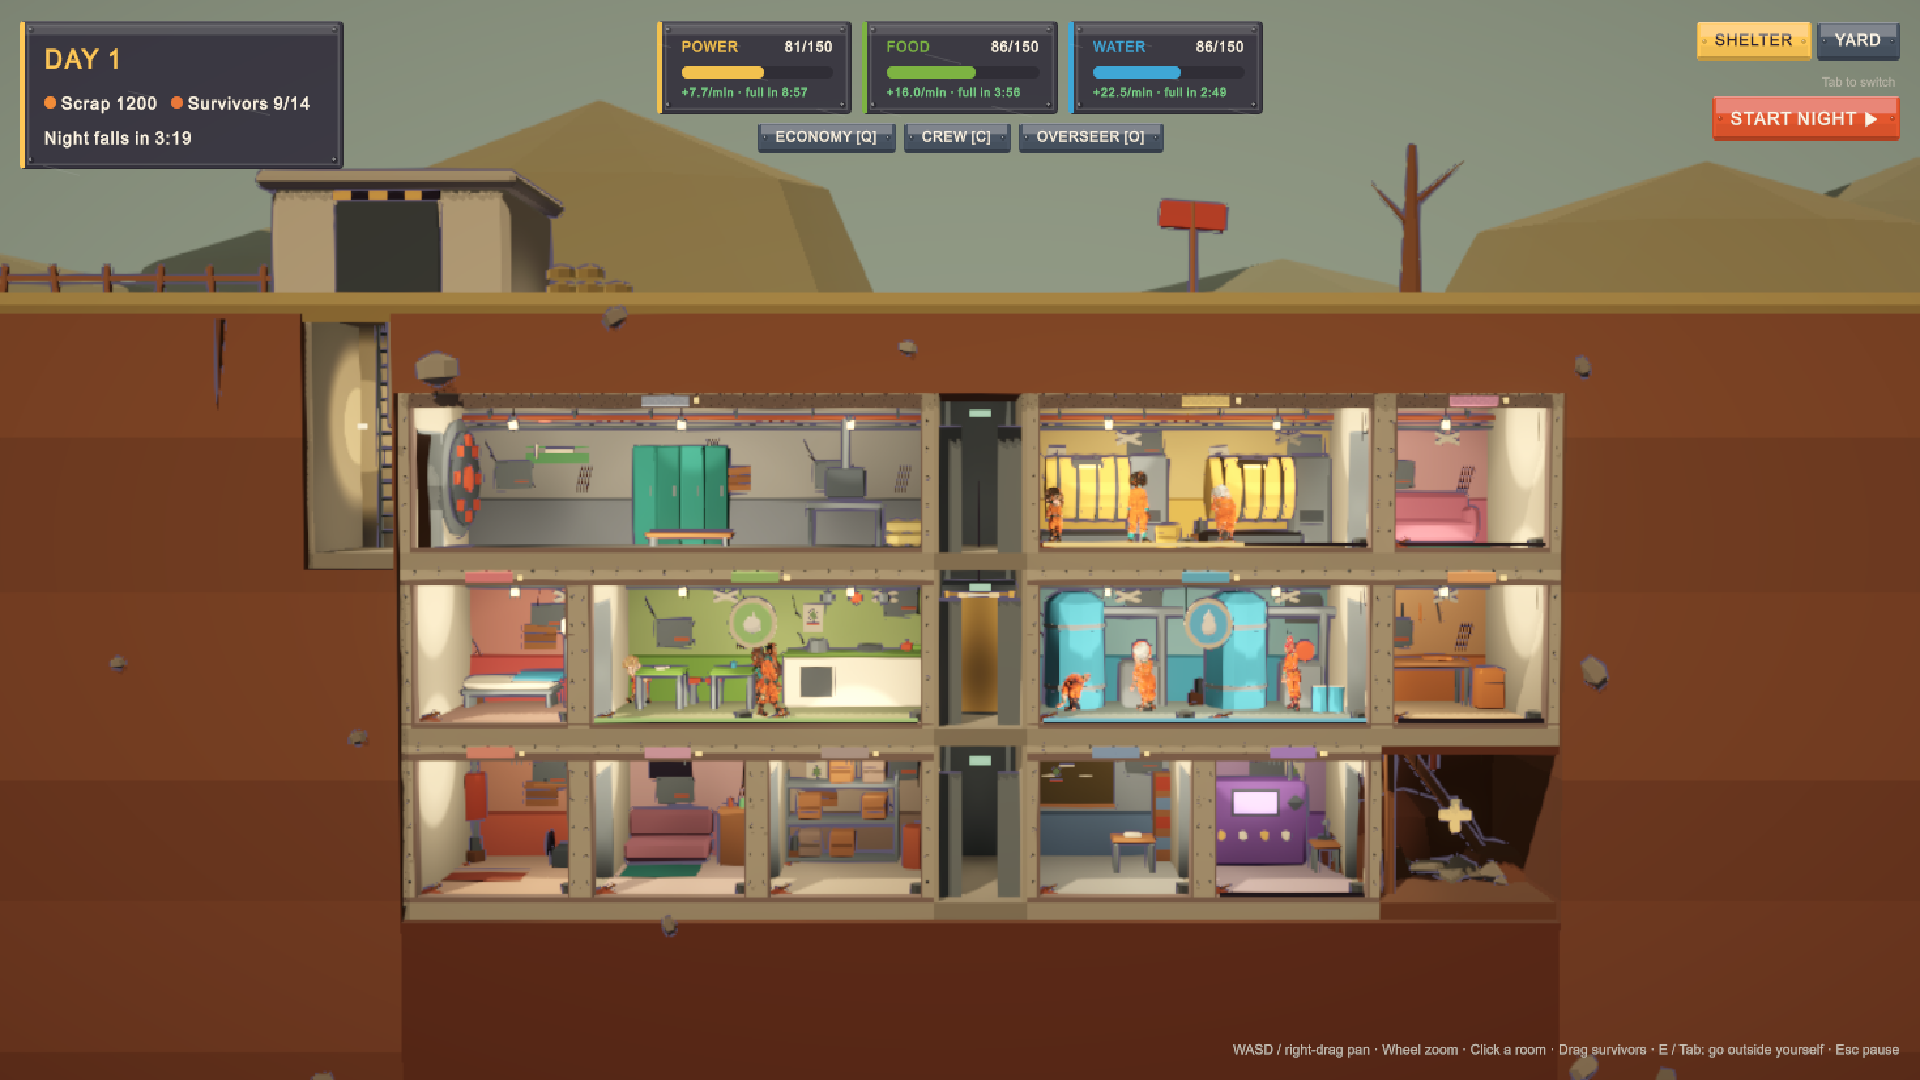 DAY 1
Scrap 1200 Survivors 9/14
Night falls in 3:19
POWER 81/150
+7.7/min · full in 8:57
FOOD 86/150
+16.0/min · full in 3:56
WATER 86/150
+22.5/min · full in 2:49
ECONOMY [Q]
CREW [C]
OVERSEER [O]
SHELTER
YARD
Tab to switch
START NIGHT ▶
WASD / right-drag pan · Wheel zoom · Click a room · Drag survivors · E / Tab: go outside yourself · Esc pause